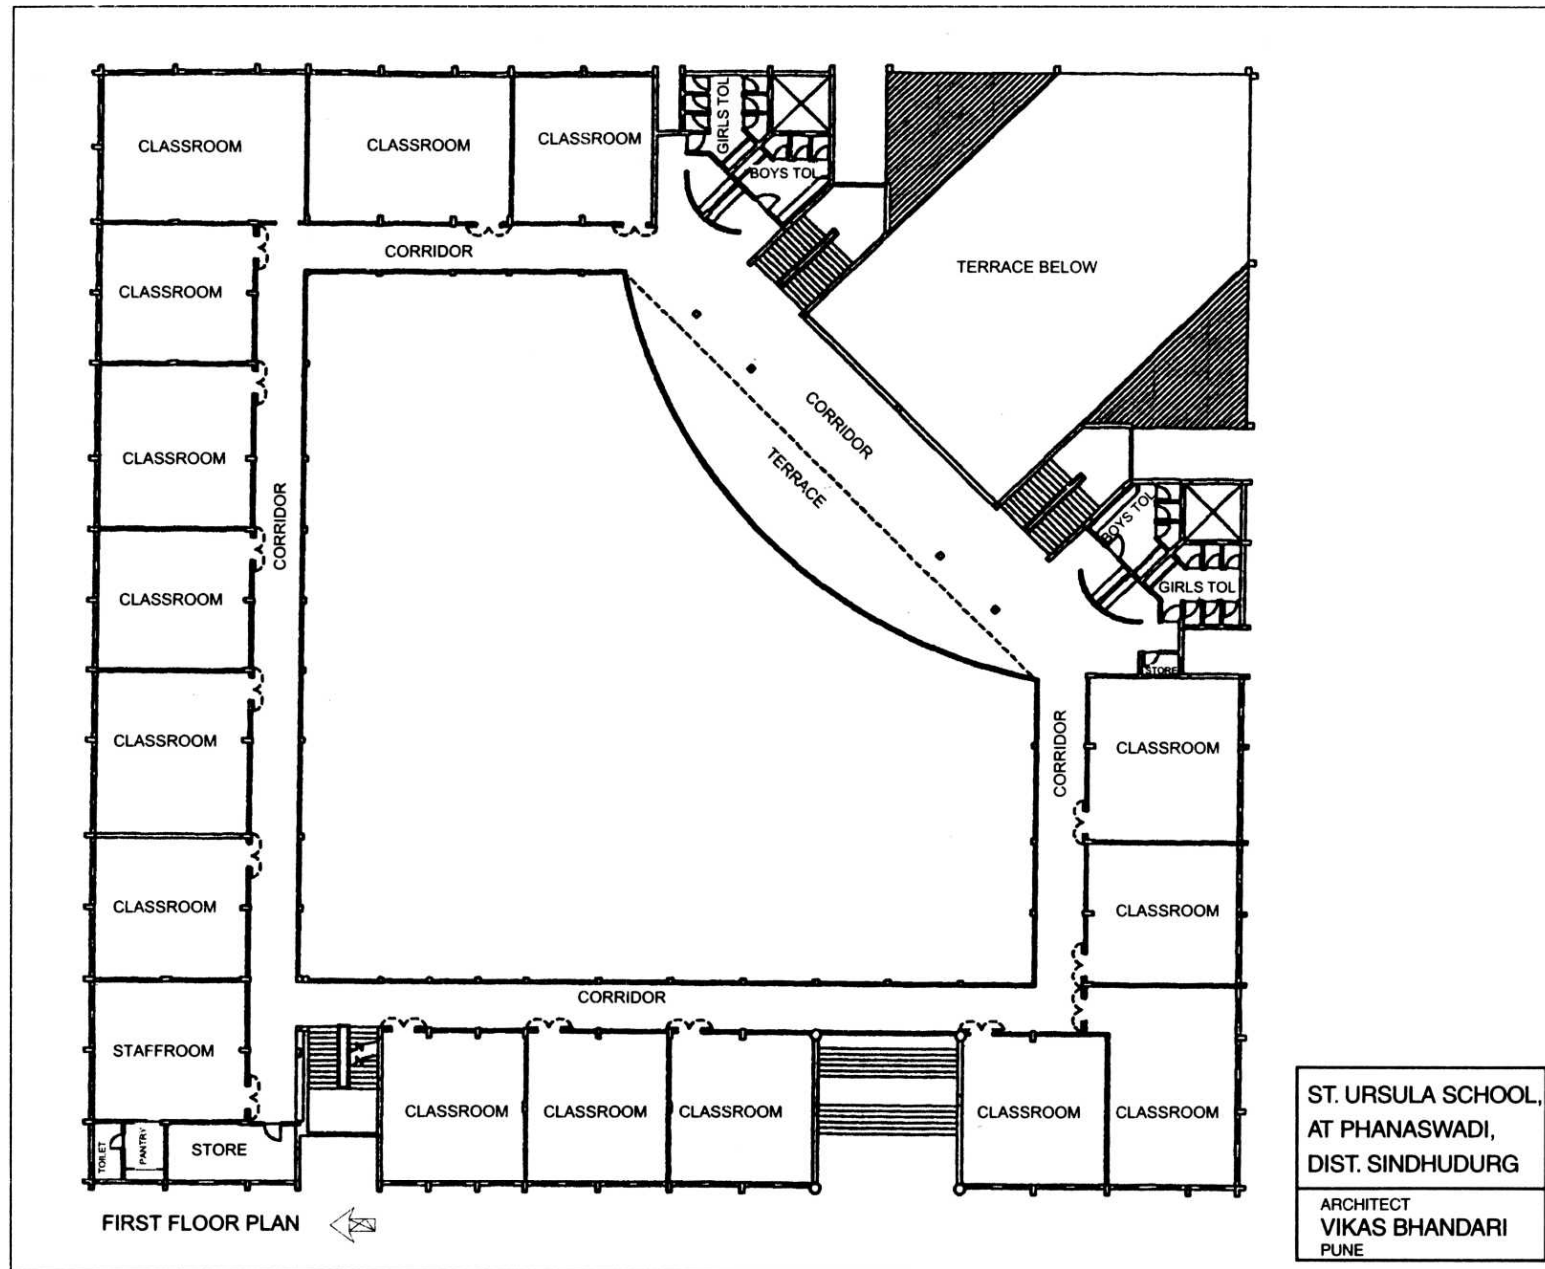 CLASSROOM
CLASSROOM
CLASSROOM
GIRLS TOL
BOYS TOL
CORRIDOR
TERRACE BELOW
CLASSROOM
CLASSROOM
CORRIDOR
TERRACE
CORRIDOR
BOYS TOL
GIRLS TOL
STORE
CLASSROOM
CLASSROOM
CORRIDOR
CLASSROOM
CLASSROOM
CLASSROOM
CORRIDOR
STAFFROOM
CLASSROOM
CLASSROOM
CLASSROOM
CLASSROOM
CLASSROOM
TOILET
PANTRY
STORE
FIRST FLOOR PLAN
ST. URSULA SCHOOL,
AT PHANASWADI,
DIST. SINDHUDURG
ARCHITECT
VIKAS BHANDARI
PUNE